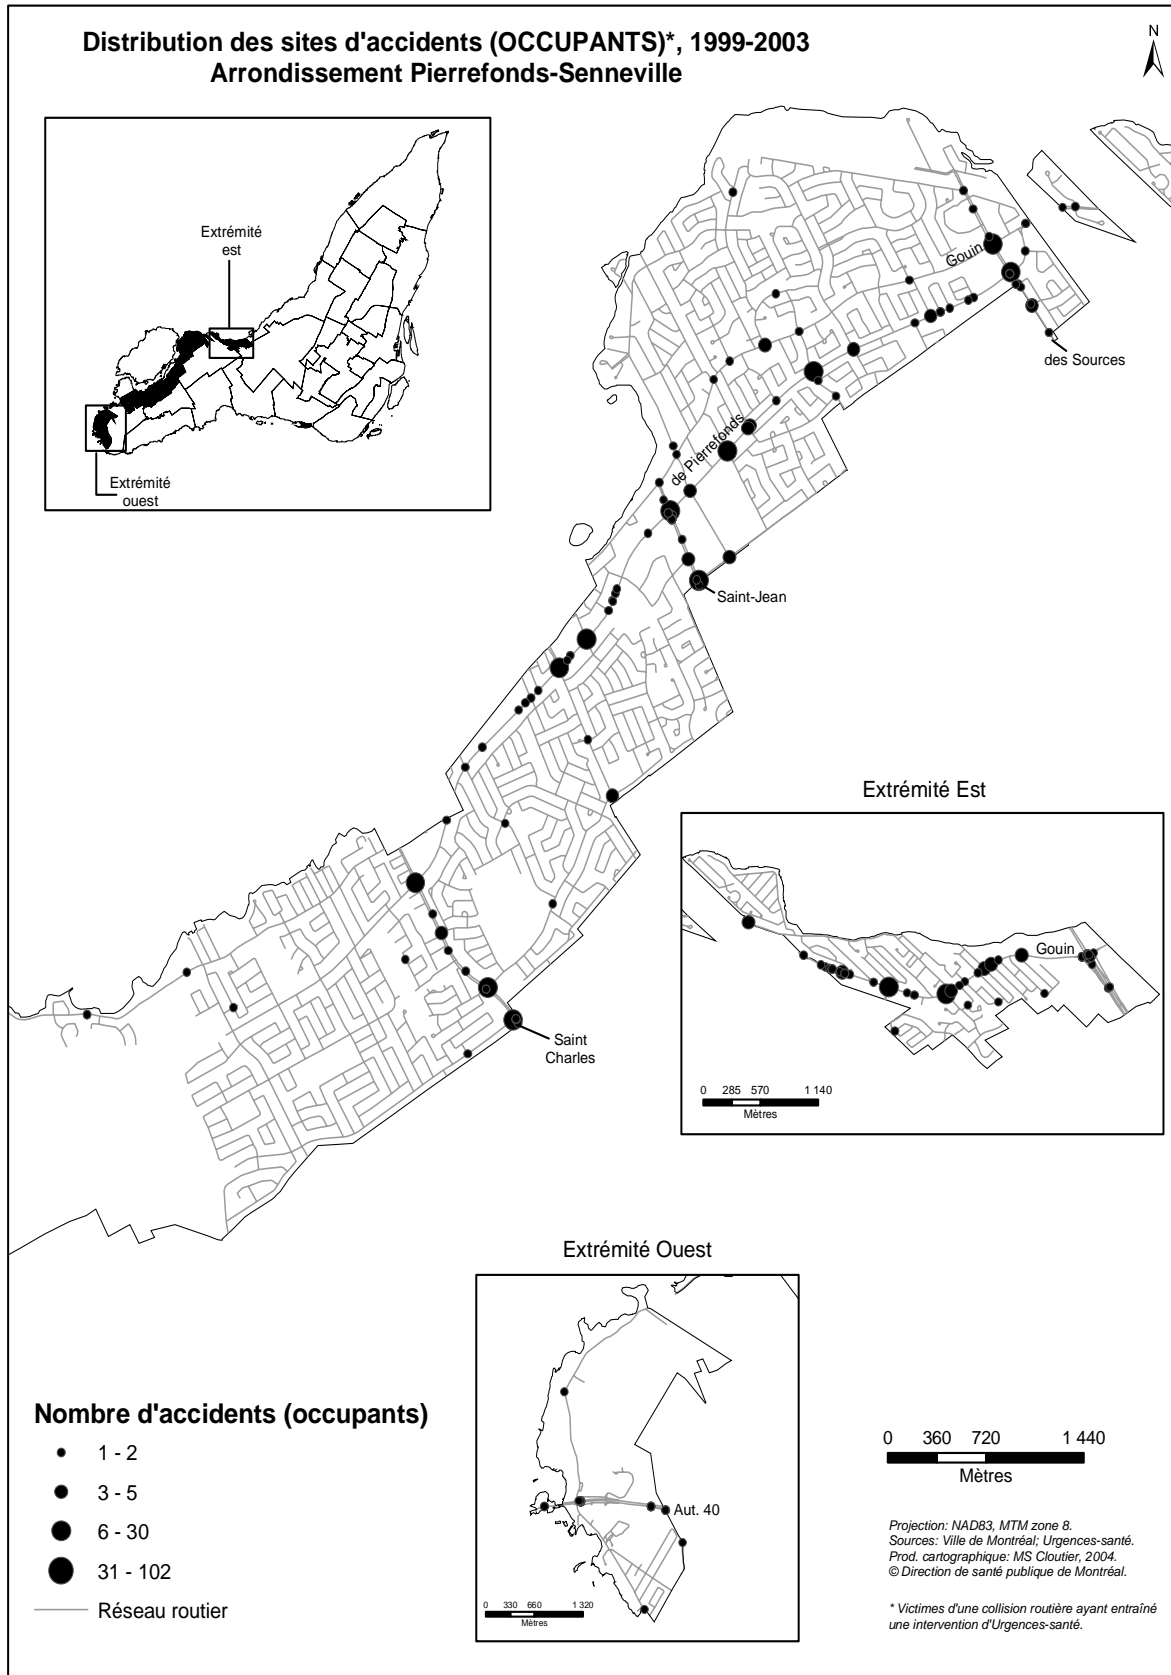 Distribution des sites d'accidents (OCCUPANTS)*, 1999-2003
Arrondissement Pierrefonds-Senneville
N
Extrémité
est
Extrémité
ouest
Gouin
des Sources
de Pierrefonds
Saint-Jean
Saint
Charles
Extrémité Est
Gouin
0 285 570 1 140
Mètres
Extrémité Ouest
Aut. 40
0 330 660 1 320
Mètres
Nombre d'accidents (occupants)
1 - 2
3 - 5
6 - 30
31 - 102
Réseau routier
0 360 720 1 440
Mètres
Projection: NAD83, MTM zone 8.
Sources: Ville de Montréal; Urgences-santé.
Prod. cartographique: MS Cloutier, 2004.
© Direction de santé publique de Montréal.
* Victimes d'une collision routière ayant entraîné
une intervention d'Urgences-santé.